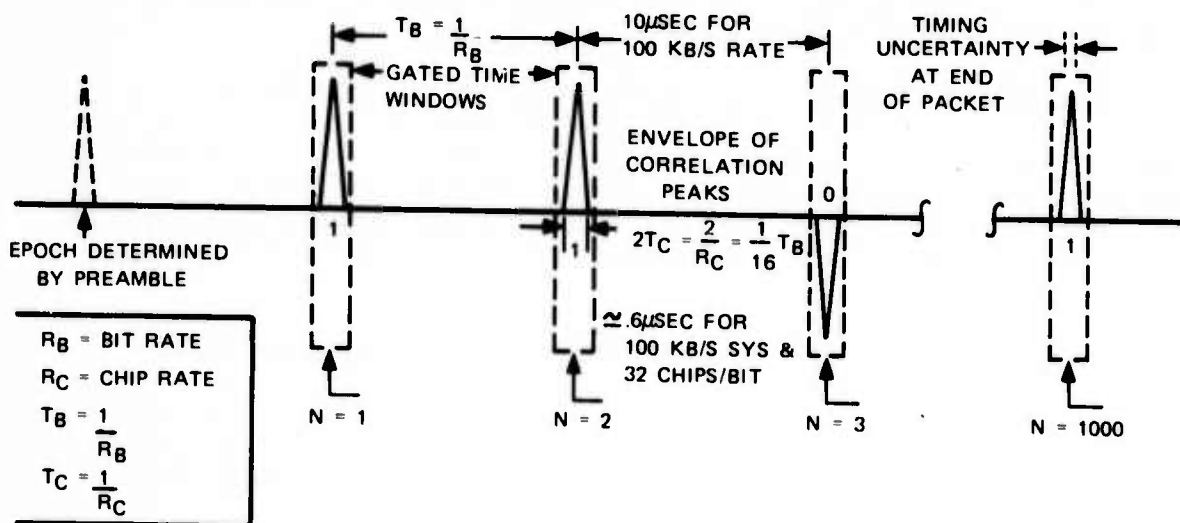 T_B = 1/R_B
10μSEC FOR
100 KB/S RATE
TIMING
UNCERTAINTY
AT END
OF PACKET
GATED TIME
WINDOWS
ENVELOPE OF
CORRELATION
PEAKS
1
1
0
1
2T_C = 2/R_C = 1/16 T_B
EPOCH DETERMINED
BY PREAMBLE
≃ .6μSEC FOR
100 KB/S SYS &
32 CHIPS/BIT
R_B = BIT RATE
R_C = CHIP RATE
T_B = 1/R_B
T_C = 1/R_C
N = 1
N = 2
N = 3
N = 1000